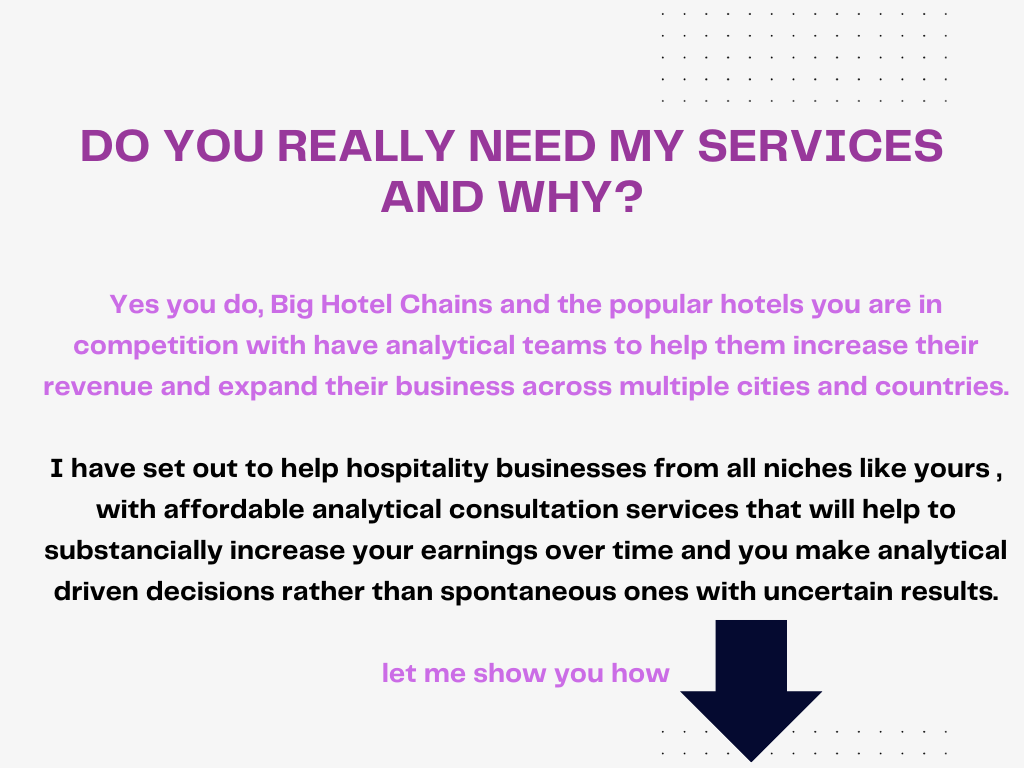 DO YOU REALLY NEED MY SERVICES
AND WHY?
Yes you do, Big Hotel Chains and the popular hotels you are in
competition with have analytical teams to help them increase their
revenue and expand their business across multiple cities and countries.
I have set out to help hospitality businesses from all niches like yours ,
with affordable analytical consultation services that will help to
substancially increase your earnings over time and you make analytical
driven decisions rather than spontaneous ones with uncertain results.
let me show you how